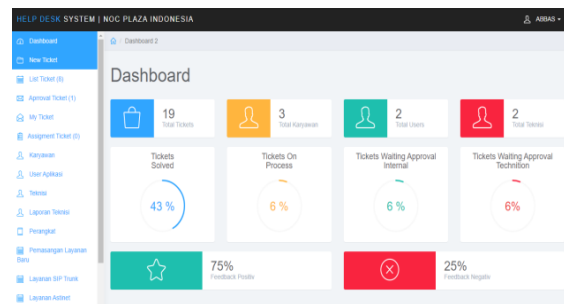 HELP DESK SYSTEM | NOC PLAZA INDONESIA
ABBAS
Dashboard
New Ticket
List Ticket (8)
Aproval Ticket (1)
My Ticket
Assigment Ticket (0)
Karyawan
User Aplikasi
Teknisi
Laporan Teknisi
Perangkat
Pemasangan Layanan
Baru
Layanan SIP Trunk
Layanan Astinet
Dashboard 2
Dashboard
19
Total Tickets
3
Total Karyawan
2
Total Users
2
Total Teknisi
Tickets
Solved
43 %
Tickets On
Process
6 %
Tickets Waiting Approval
Internal
6 %
Tickets Waiting Approval
Technition
6%
75%
Feedback Positiv
25%
Feedback Negativ